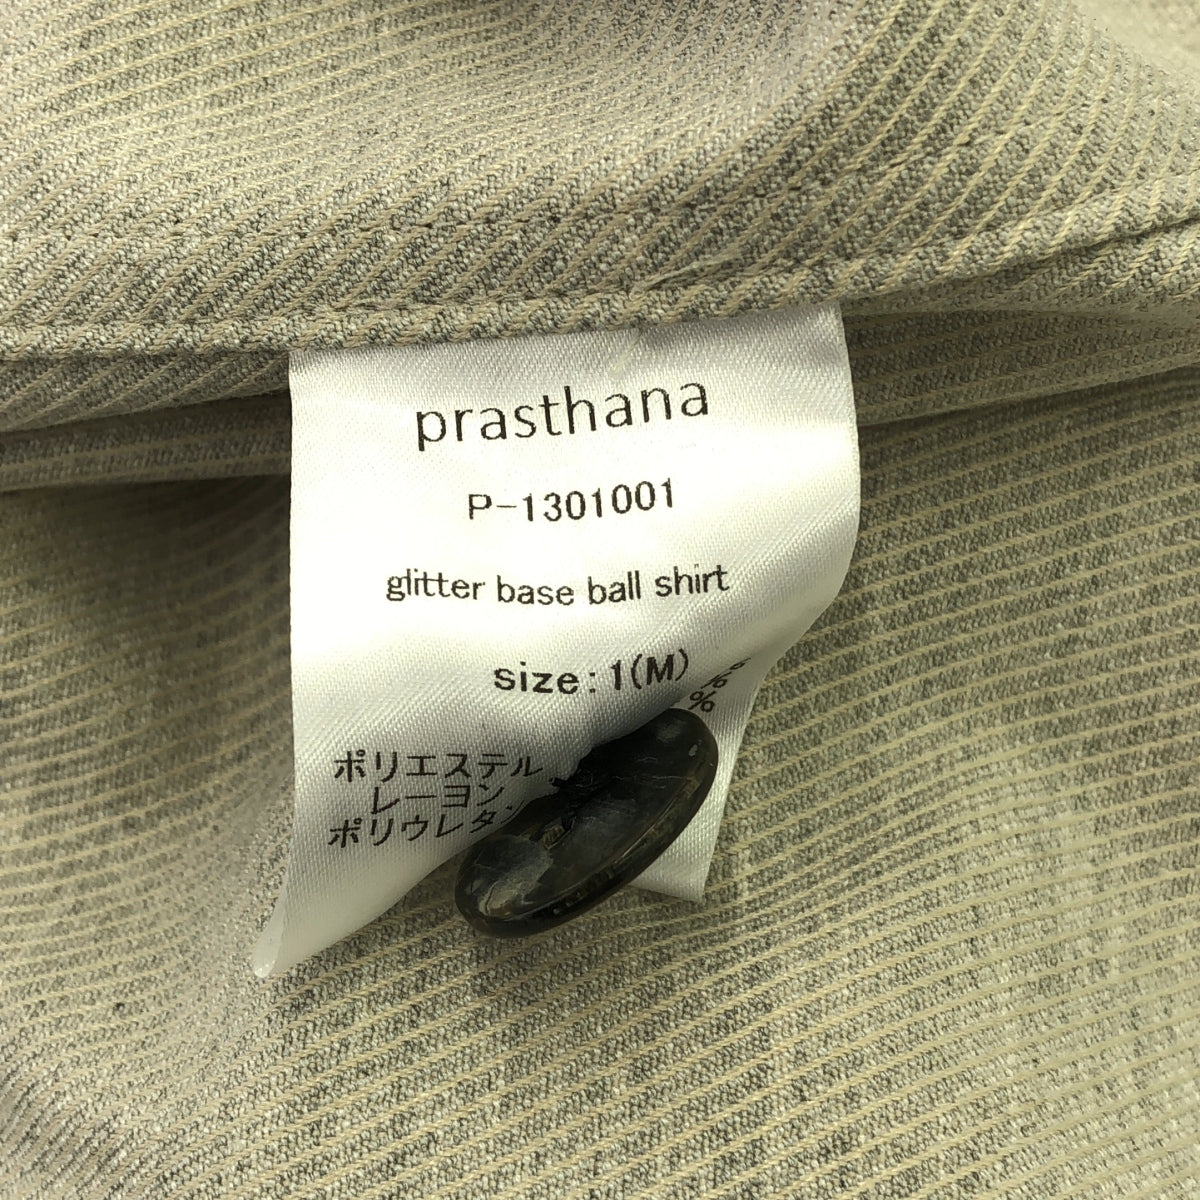 prasthana
P-1301001
glitter base ball shirt
size:1(M)
ポリエステル %
レーヨン %
ポリウレタン